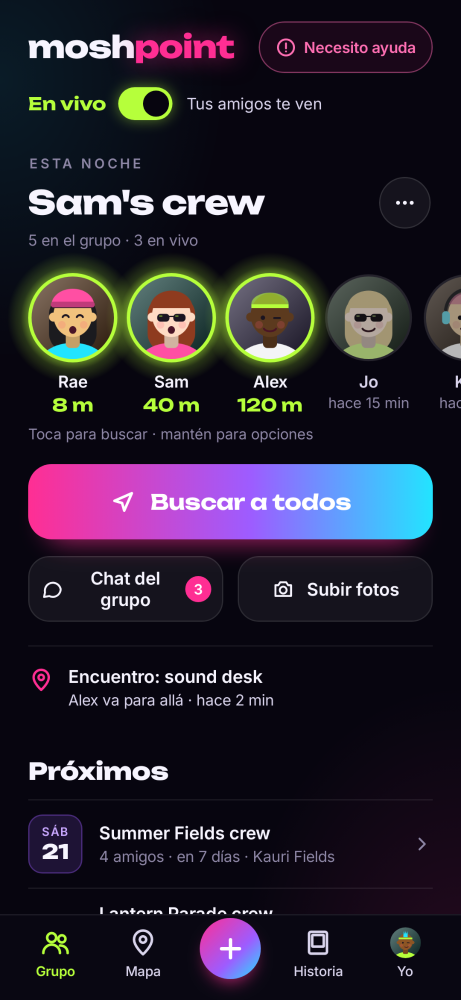 moshpoint
Necesito ayuda
En vivo
Tus amigos te ven
ESTA NOCHE
Sam's crew
5 en el grupo · 3 en vivo
Rae
Sam
Alex
Jo
K
8 m
40 m
120 m
hace 15 min
hac
Toca para buscar · mantén para opciones
Buscar a todos
Chat del
grupo
3
Subir fotos
Encuentro: sound desk
Alex va para allá · hace 2 min
Próximos
SÁB
21
Summer Fields crew
4 amigos · en 7 días · Kauri Fields
Lantern Parade crew
Grupo
Mapa
Historia
Yo